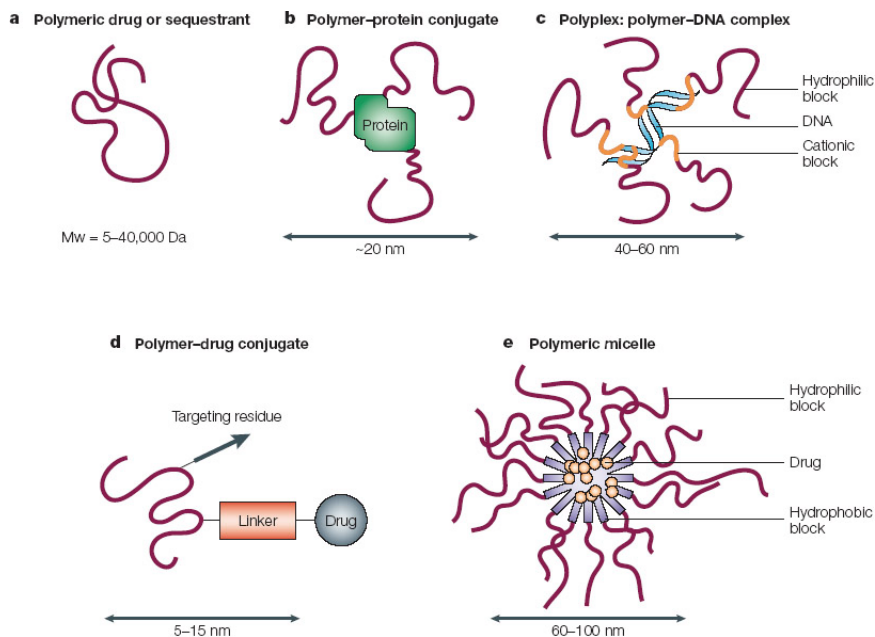 a Polymeric drug or sequestrant
Mw = 5–40,000 Da
b Polymer–protein conjugate
Protein
~20 nm
c Polyplex: polymer–DNA complex
Hydrophilic
block
DNA
Cationic
block
40–60 nm
d Polymer–drug conjugate
Targeting residue
Linker
Drug
5–15 nm
e Polymeric micelle
Hydrophilic
block
Drug
Hydrophobic
block
60–100 nm